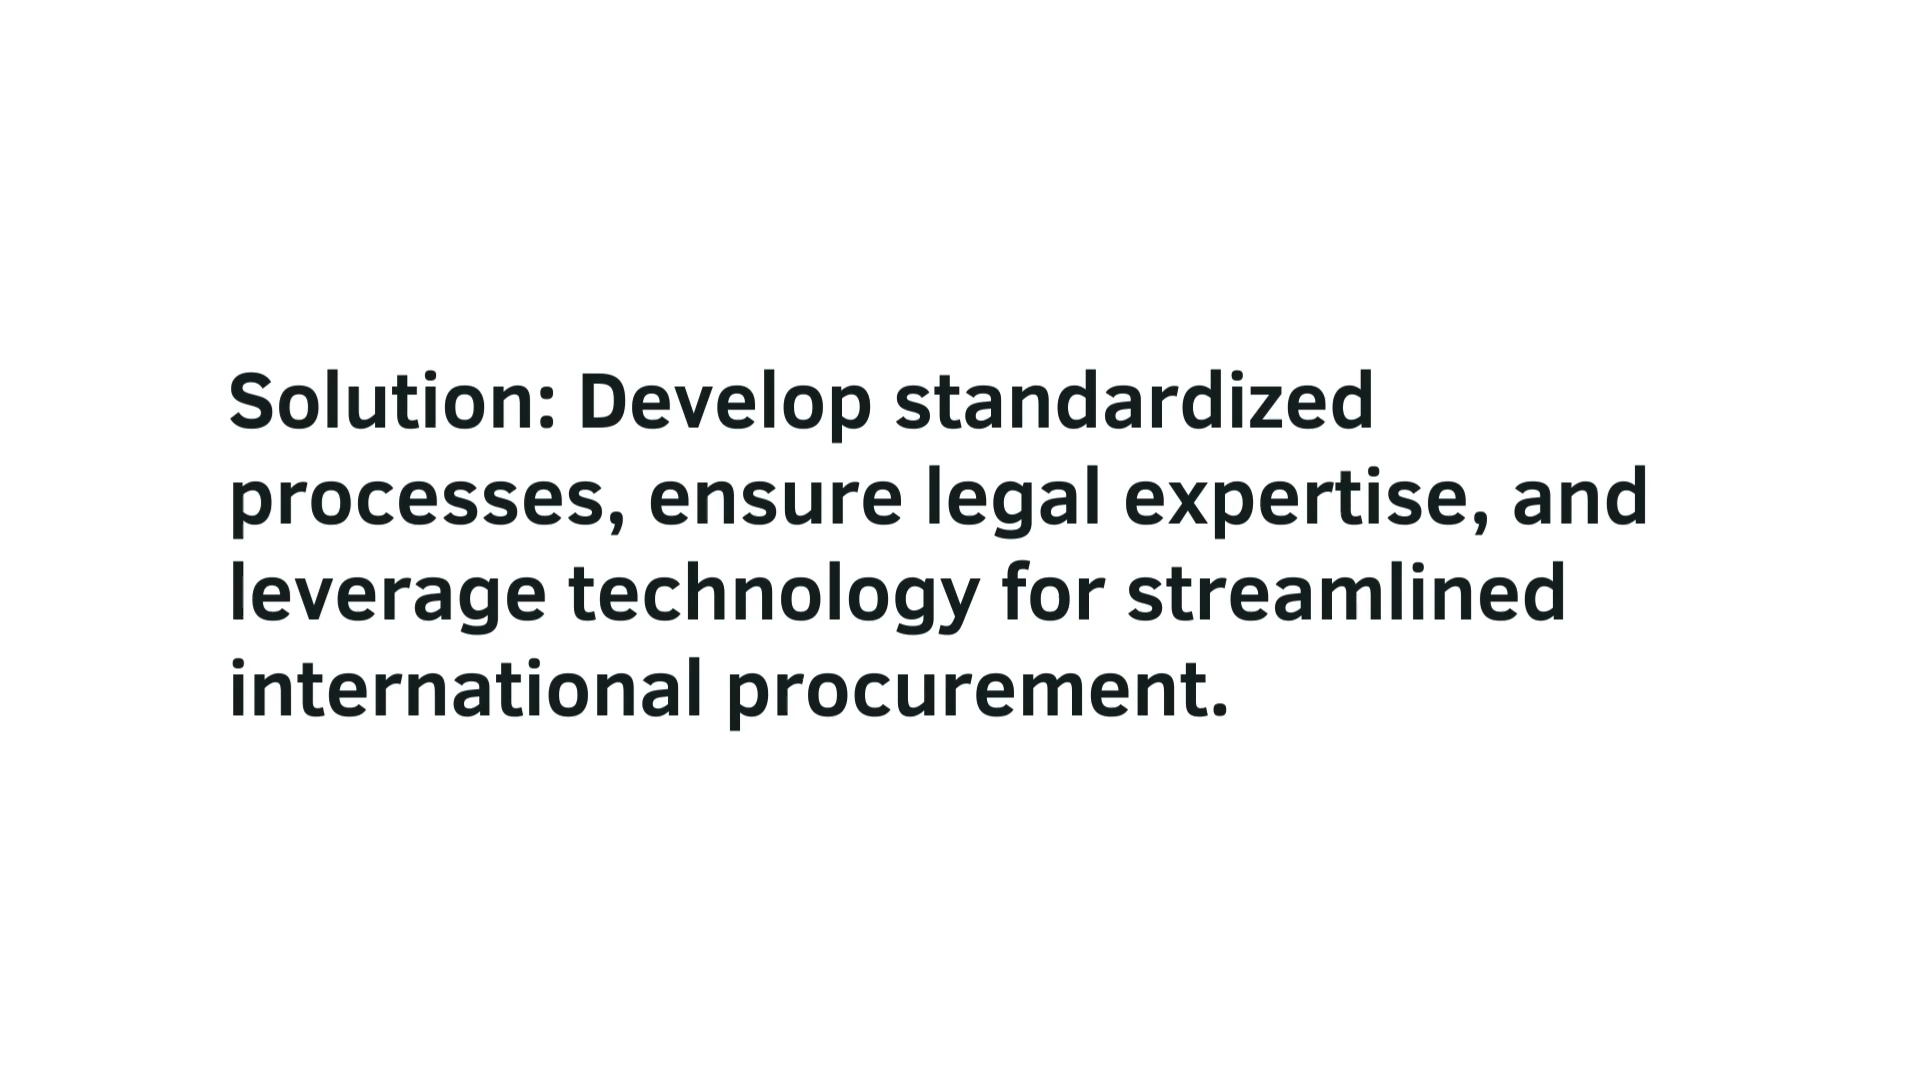 Solution: Develop standardized
processes, ensure legal expertise, and
leverage technology for streamlined
international procurement.